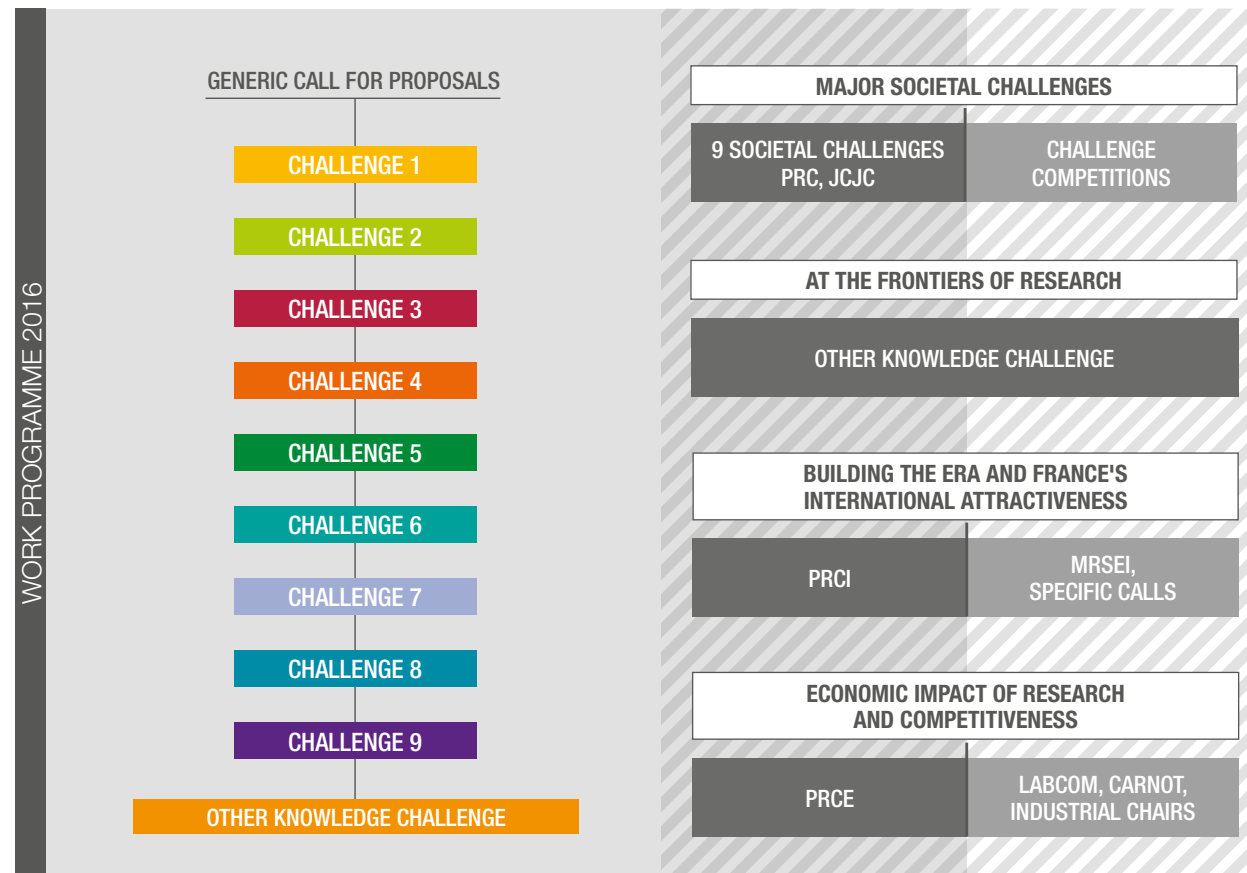 WORK PROGRAMME 2016
GENERIC CALL FOR PROPOSALS
CHALLENGE 1
CHALLENGE 2
CHALLENGE 3
CHALLENGE 4
CHALLENGE 5
CHALLENGE 6
CHALLENGE 7
CHALLENGE 8
CHALLENGE 9
OTHER KNOWLEDGE CHALLENGE
MAJOR SOCIETAL CHALLENGES
9 SOCIETAL CHALLENGES
PRC, JCJC
CHALLENGE
COMPETITIONS
AT THE FRONTIERS OF RESEARCH
OTHER KNOWLEDGE CHALLENGE
BUILDING THE ERA AND FRANCE'S
INTERNATIONAL ATTRACTIVENESS
PRCI
MRSEI,
SPECIFIC CALLS
ECONOMIC IMPACT OF RESEARCH
AND COMPETITIVENESS
PRCE
LABCOM, CARNOT,
INDUSTRIAL CHAIRS